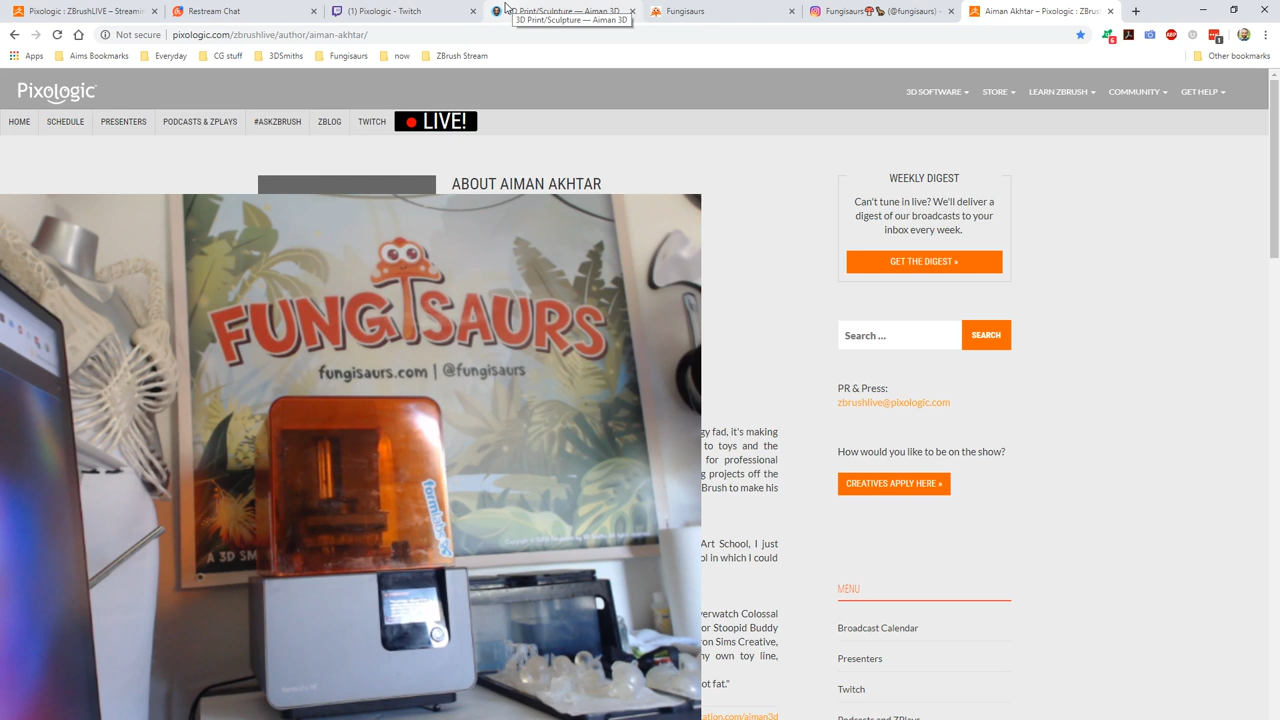 Pixologic : ZBrushLIVE
Restream
(1) Pixologic - Twitch
3D Print/Sculpture — Aiman 3D
Fungisaurs
Fungisaurs
Aiman Akhtar – Pixologic : ZBrus
3D Print/Sculpture — Aiman 3D
Not secure | pixologic.com/zbrushlive/author/aiman-akhtar/
Apps Aims Bookmarks Everyday CG stuff 3DSmiths Fungisaurs now ZBrush Stream Other bookmarks
Pixologic
3D SOFTWARE STORE LEARN ZBRUSH COMMUNITY GET HELP
HOME SCHEDULE PRESENTERS PODCASTS & ZPLAYS #ASKZBRUSH ZBLOG TWITCH LIVE!
ABOUT AIMAN AKHTAR
FUNGISAURS
fungisaurs.com | @fungisaurs
formlabs
A 3D SM
gy fad, it's making
to toys and the
for professional
g projects off the
Brush to make his
Art School, I just
ol in which I could
verwatch Colossal
or Stoopid Buddy
ron Sims Creative,
ny own toy line,
ot fat."
tation.com/aiman3d
WEEKLY DIGEST
Can't tune in live? We'll deliver a
digest of our broadcasts to your
inbox every week.
GET THE DIGEST »
Search …
SEARCH
PR & Press:
zbrushlive@pixologic.com
How would you like to be on the show?
CREATIVES APPLY HERE »
MENU
Broadcast Calendar
Presenters
Twitch
Podcasts and ZPlays